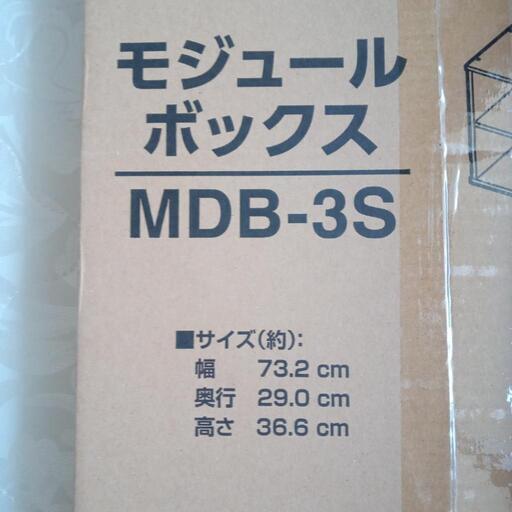 モジュール
ボックス
MDB-3S
■サイズ(約):
幅 73.2 cm
奥行 29.0 cm
高さ 36.6 cm